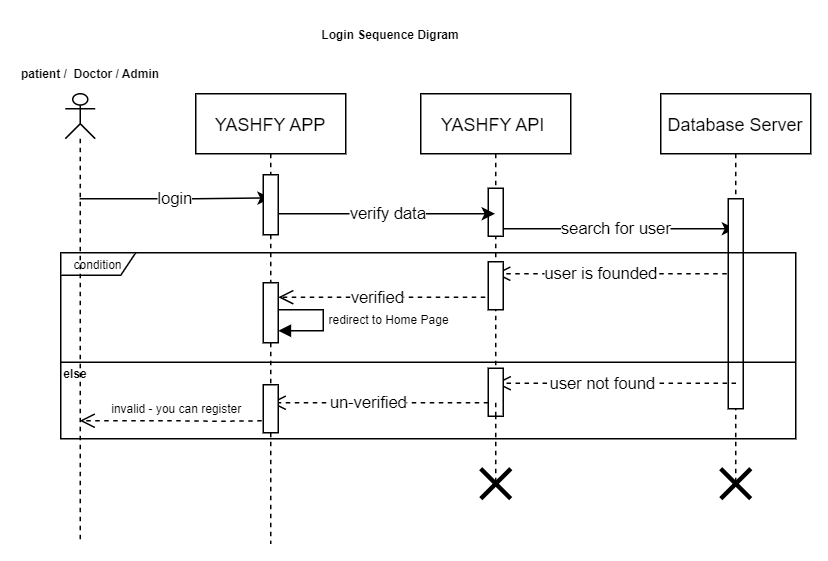 Login Sequence Digram
patient / Doctor / Admin
YASHFY APP
YASHFY API
Database Server
login
verify data
search for user
condition
user is founded
verified
redirect to Home Page
else
user not found
un-verified
invalid - you can register